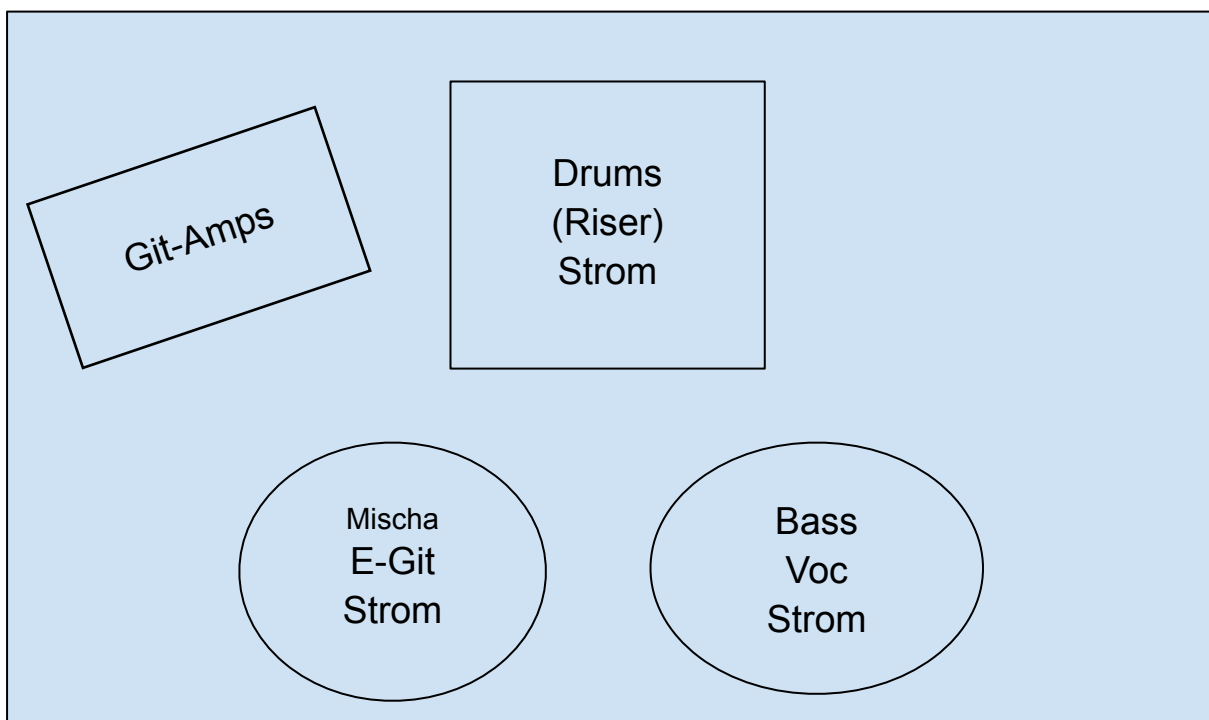 Git-Amps
Drums
(Riser)
Strom
Mischa
E-Git
Strom
Bass
Voc
Strom